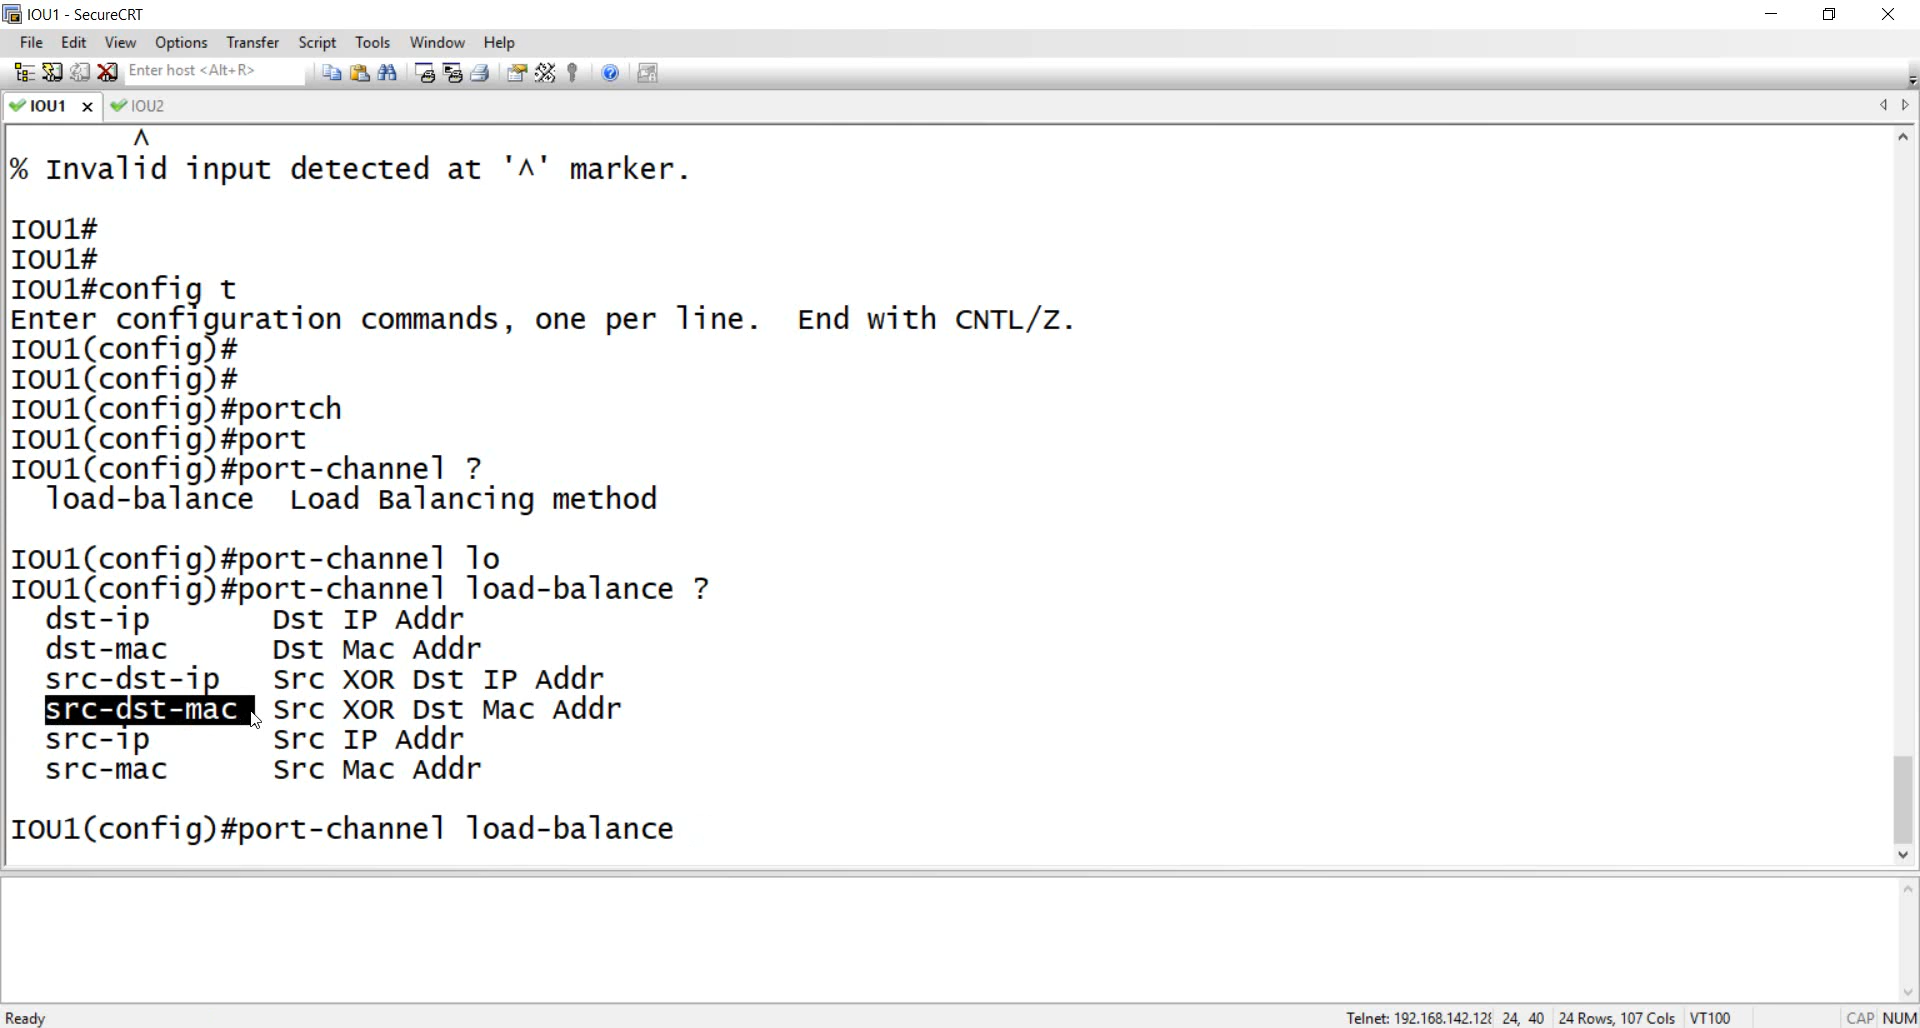 IOU1 - SecureCRT
File Edit View Options Transfer Script Tools Window Help
Enter host <Alt+R>
IOU1 IOU2
^
% Invalid input detected at '^' marker.
IOU1#
IOU1#
IOU1#config t
Enter configuration commands, one per line.  End with CNTL/Z.
IOU1(config)#
IOU1(config)#
IOU1(config)#portch
IOU1(config)#port
IOU1(config)#port-channel ?
load-balance  Load Balancing method
IOU1(config)#port-channel lo
IOU1(config)#port-channel load-balance ?
dst-ip       Dst IP Addr
dst-mac      Dst Mac Addr
src-dst-ip   Src XOR Dst IP Addr
src-dst-mac  Src XOR Dst Mac Addr
src-ip       Src IP Addr
src-mac      Src Mac Addr
IOU1(config)#port-channel load-balance
Ready Telnet: 192.168.142.128 24, 40 24 Rows, 107 Cols VT100 CAP NUM